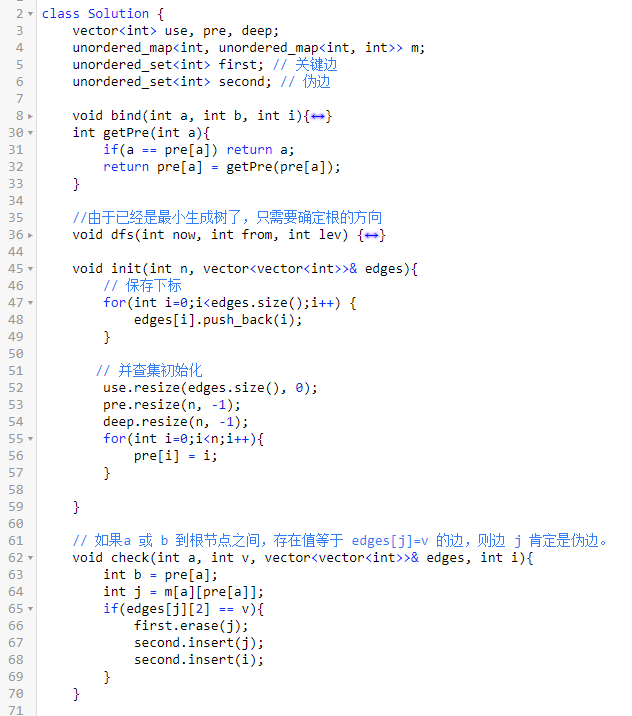 2 class Solution {
3 vector<int> use, pre, deep;
4 unordered_map<int, unordered_map<int, int>> m;
5 unordered_set<int> first; // 关键边
6 unordered_set<int> second; // 伪边
7
8 void bind(int a, int b, int i){↔}
30 int getPre(int a){
31 if(a == pre[a]) return a;
32 return pre[a] = getPre(pre[a]);
33 }
34
35 //由于已经是最小生成树了，只需要确定根的方向
36 void dfs(int now, int from, int lev) {↔}
44
45 void init(int n, vector<vector<int>>& edges){
46 // 保存下标
47 for(int i=0;i<edges.size();i++) {
48 edges[i].push_back(i);
49 }
50
51 // 并查集初始化
52 use.resize(edges.size(), 0);
53 pre.resize(n, -1);
54 deep.resize(n, -1);
55 for(int i=0;i<n;i++){
56 pre[i] = i;
57 }
58
59 }
60
61 // 如果a 或 b 到根节点之间，存在值等于 edges[j]=v 的边，则边 j 肯定是伪边。
62 void check(int a, int v, vector<vector<int>>& edges, int i){
63 int b = pre[a];
64 int j = m[a][pre[a]];
65 if(edges[j][2] == v){
66 first.erase(j);
67 second.insert(j);
68 second.insert(i);
69 }
70 }
71